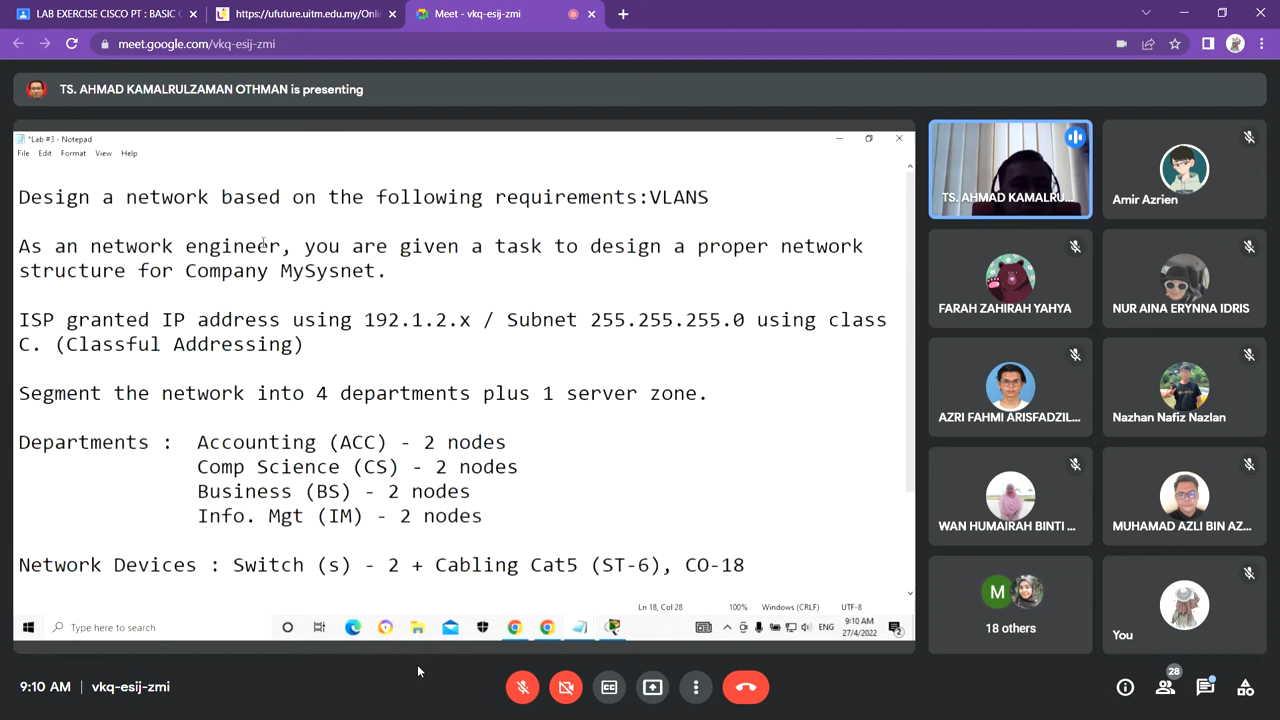 LAB EXERCISE CISCO PT : BASIC C
https://ufuture.uitm.edu.my/Onli
Meet - vkq-esij-zmi
meet.google.com/vkq-esij-zmi
TS. AHMAD KAMALRULZAMAN OTHMAN is presenting
*Lab #3 - Notepad
File Edit Format View Help
Design a network based on the following requirements:VLANS
As an network engineer, you are given a task to design a proper network
structure for Company MySysnet.
ISP granted IP address using 192.1.2.x / Subnet 255.255.255.0 using class
C. (Classful Addressing)
Segment the network into 4 departments plus 1 server zone.
Departments : Accounting (ACC) - 2 nodes
Comp Science (CS) - 2 nodes
Business (BS) - 2 nodes
Info. Mgt (IM) - 2 nodes
Network Devices : Switch (s) - 2 + Cabling Cat5 (ST-6), CO-18
Ln 18, Col 28 100% Windows (CRLF) UTF-8
Type here to search
ENG
9:10 AM
27/4/2022
2
TS. AHMAD KAMALRU...
Amir Azrien
FARAH ZAHIRAH YAHYA
NUR AINA ERYNNA IDRIS
AZRI FAHMI ARISFADZIL...
Nazhan Nafiz Nazlan
WAN HUMAIRAH BINTI ...
MUHAMAD AZLI BIN AZ...
M
18 others
You
9:10 AM vkq-esij-zmi
28